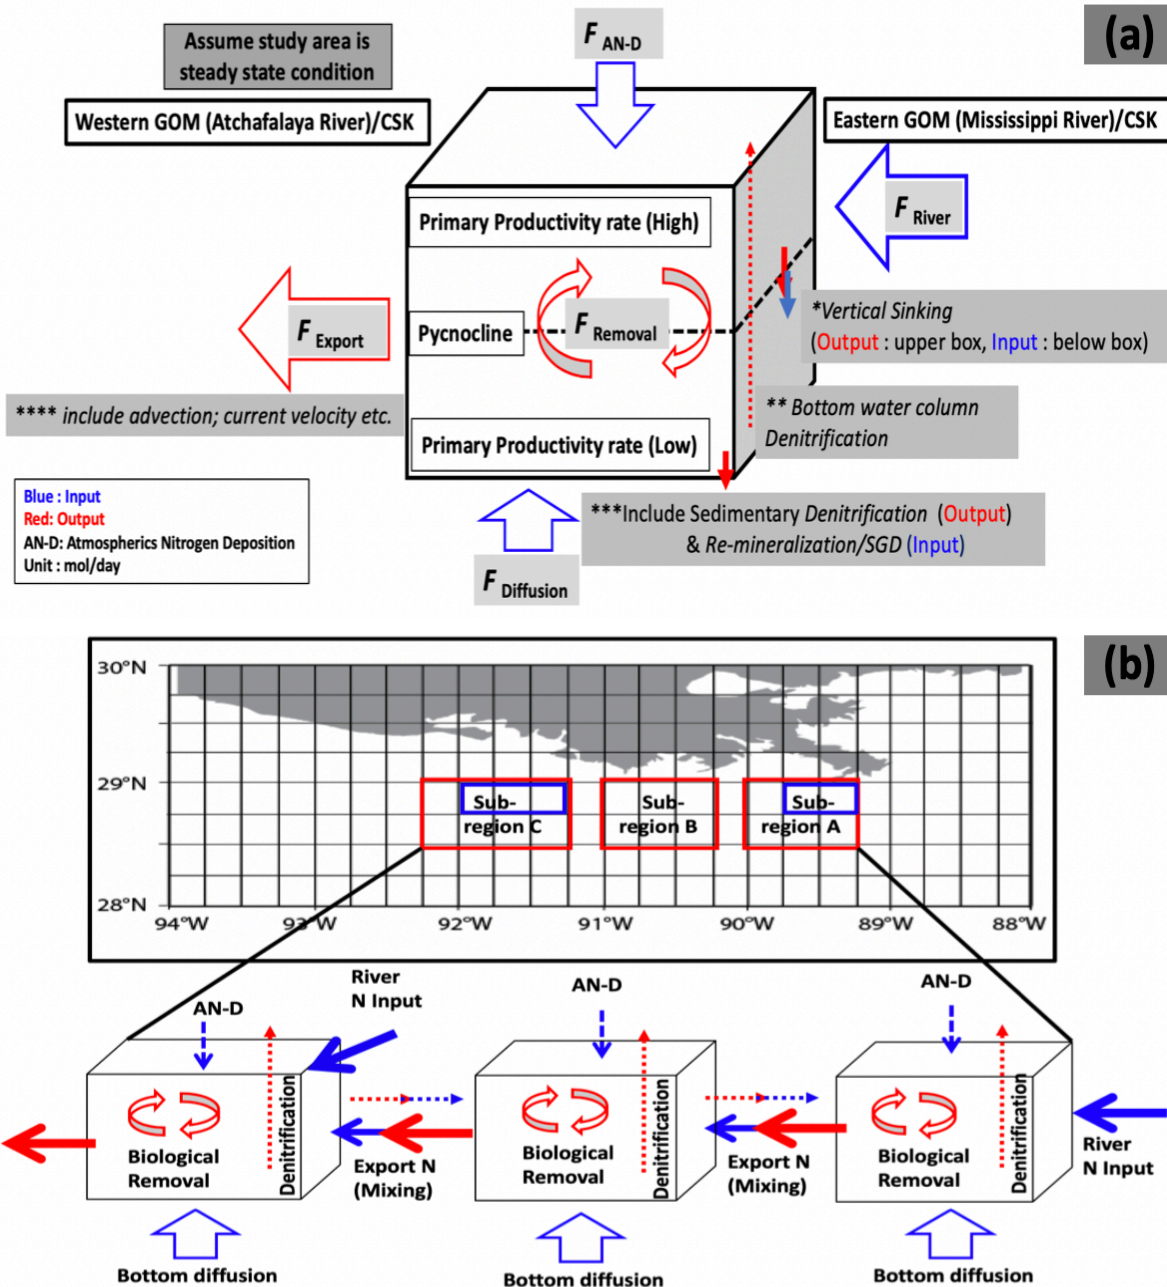 (a)
Assume study area is
steady state condition
F AN-D
Western GOM (Atchafalaya River)/CSK
Eastern GOM (Mississippi River)/CSK
F River
Primary Productivity rate (High)
F Export
Pycnocline
F Removal
*Vertical Sinking
(Output : upper box, Input : below box)
**** include advection; current velocity etc.
** Bottom water column
Denitrification
Primary Productivity rate (Low)
Blue : Input
Red: Output
AN-D: Atmospherics Nitrogen Deposition
Unit : mol/day
***Include Sedimentary Denitrification (Output)
& Re-mineralization/SGD (Input)
F Diffusion
(b)
30°N
29°N
28°N
94°W 93°W 92°W 91°W 90°W 89°W 88°W
Sub-
region C
Sub-
region B
Sub-
region A
River
N Input
AN-D
AN-D
AN-D
Biological
Removal
Denitrification
Export N
(Mixing)
Biological
Removal
Denitrification
Export N
(Mixing)
Biological
Removal
Denitrification
River
N Input
Bottom diffusion
Bottom diffusion
Bottom diffusion